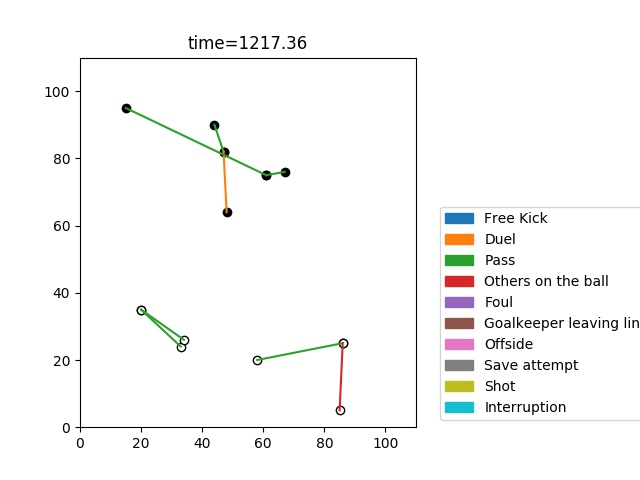 time=1217.36
100
80
60
40
20
0
0 20 40 60 80 100
Free Kick
Duel
Pass
Others on the ball
Foul
Goalkeeper leaving lin
Offside
Save attempt
Shot
Interruption